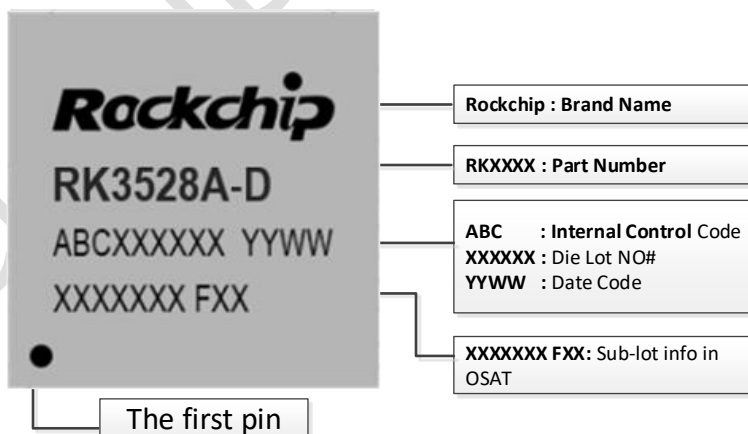 Rockchip
RK3528A-D
ABCXXXXXX YYWW
XXXXXXX FXX
Rockchip : Brand Name
RKXXXX : Part Number
ABC : Internal Control Code
XXXXXX : Die Lot NO#
YYWW : Date Code
XXXXXXX FXX: Sub-lot info in
OSAT
The first pin